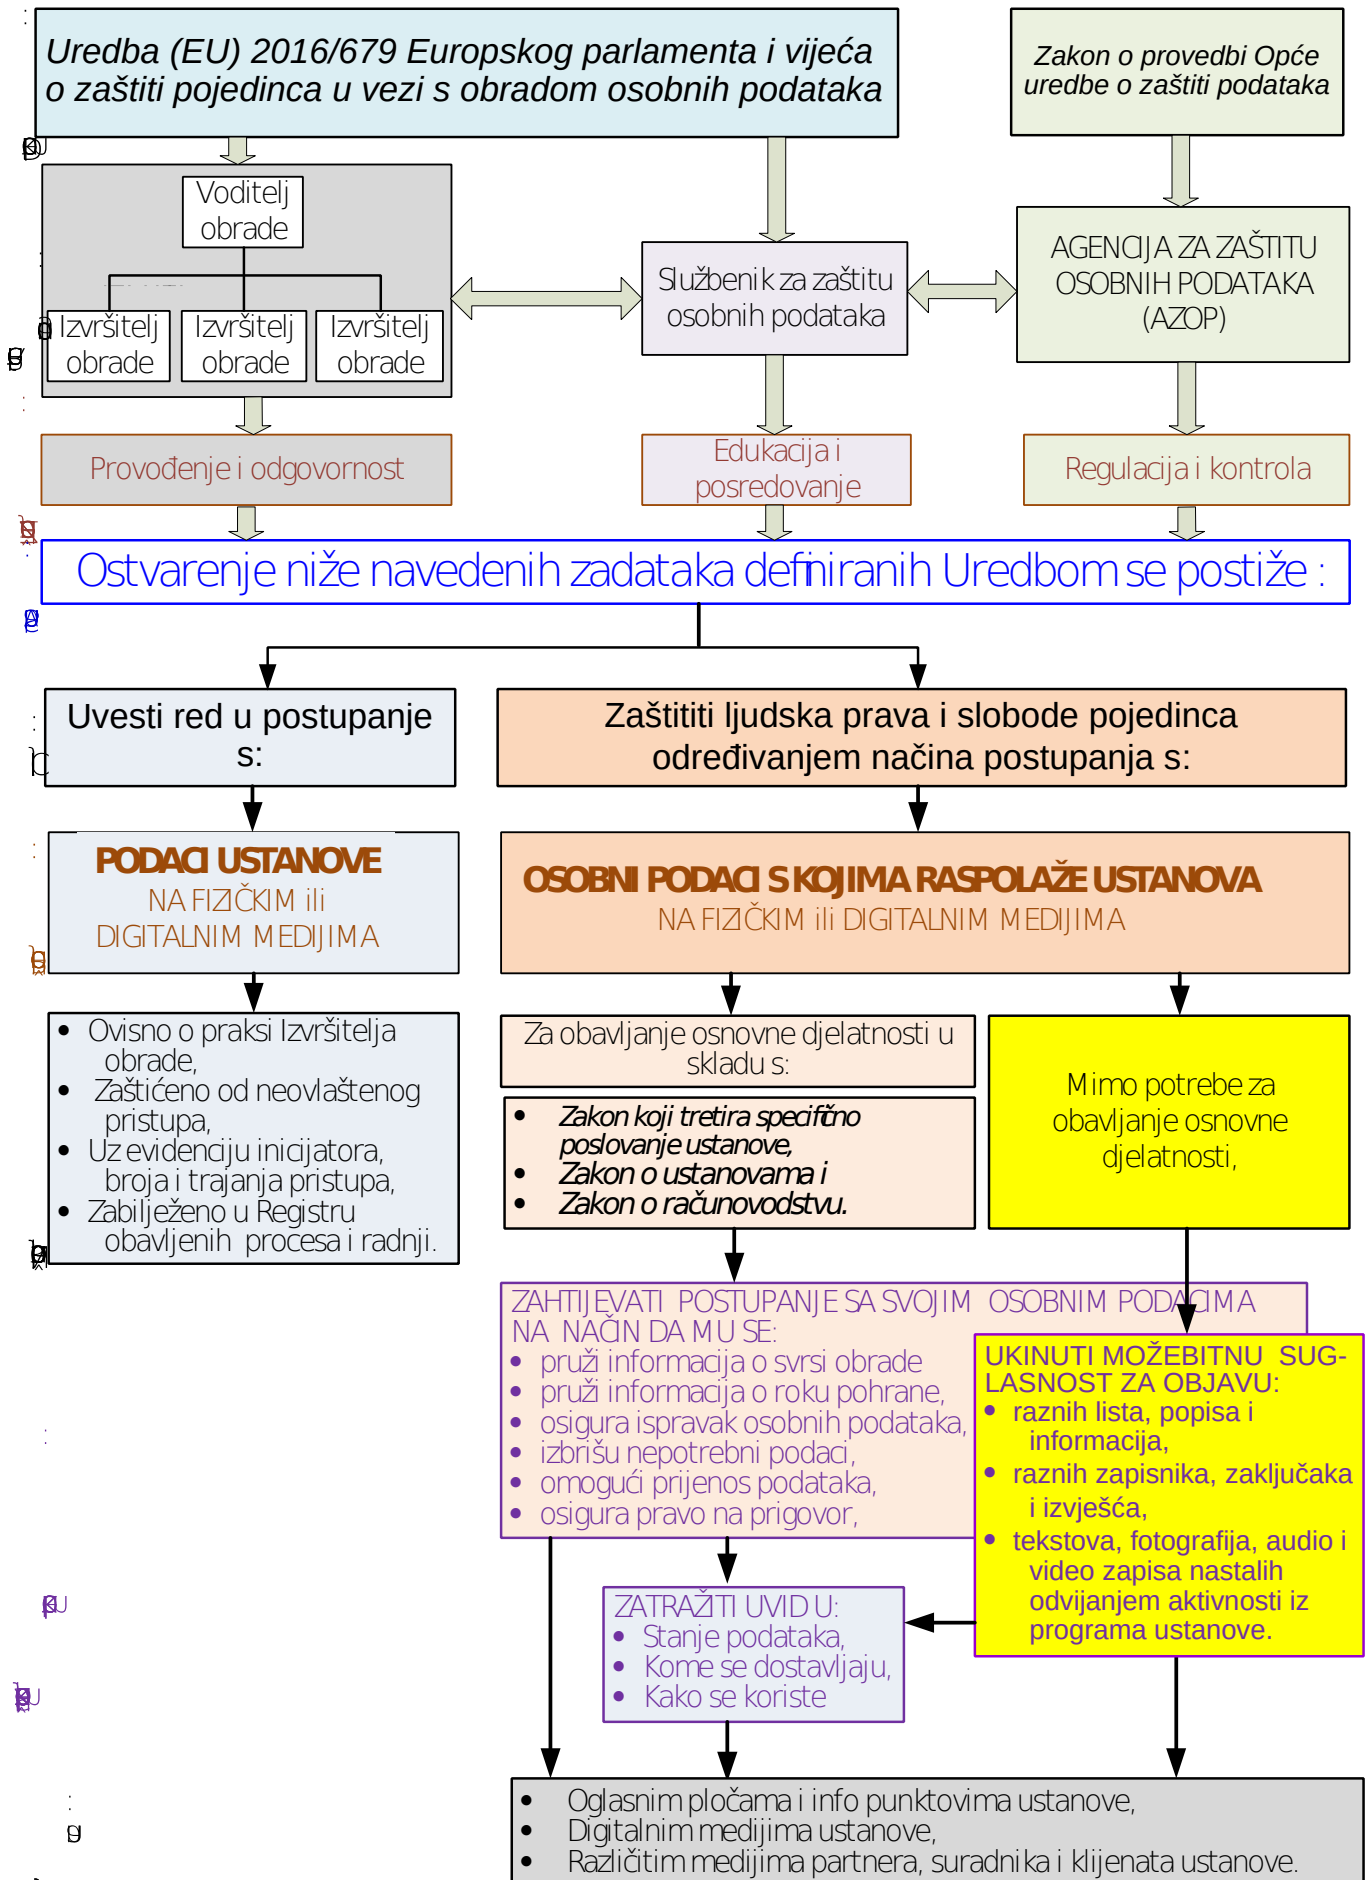 Uredba (EU) 2016/679 Europskog parlamenta i vijeća
o zaštiti pojedinca u vezi s obradom osobnih podataka
Zakon o provedbi Opće
uredbe o zaštiti podataka
Voditelj
obrade
Izvršitelj
obrade
Izvršitelj
obrade
Izvršitelj
obrade
Službenik za zaštitu
osobnih podataka
AGENCIJA ZA ZAŠTITU
OSOBNIH PODATAKA
(AZOP)
Provođenje i odgovornost
Edukacija i
posredovanje
Regulacija i kontrola
Ostvarenje niže navedenih zadataka definiranih Uredbom se postiže :
Uvesti red u postupanje
s:
Zaštititi ljudska prava i slobode pojedinca
određivanjem načina postupanja s:
PODACI USTANOVE
NA FIZIČKIM ili
DIGITALNIM MEDIJIMA
OSOBNI PODACI S KOJIMA RASPOLAŽE USTANOVA
NA FIZIČKIM ili DIGITALNIM MEDIJIMA
• Ovisno o praksi Izvršitelja
obrade,
• Zaštićeno od neovlaštenog
pristupa,
• Uz evidenciju inicijatora,
broja i trajanja pristupa,
• Zabilježeno u Registru
obavljenih procesa i radnji.
Za obavljanje osnovne djelatnosti u
skladu s:
• Zakon koji tretira specifično
poslovanje ustanove,
• Zakon o ustanovama i
• Zakon o računovodstvu.
Mimo potrebe za
obavljanje osnovne
djelatnosti,
ZAHTIJEVATI POSTUPANJE SA SVOJIM OSOBNIM PODACIMA
NA NAČIN DA MU SE:
• pruži informacija o svrsi obrade
• pruži informacija o roku pohrane,
• osigura ispravak osobnih podataka,
• izbrišu nepotrebni podaci,
• omogući prijenos podataka,
• osigura pravo na prigovor,
UKINUTI MOŽEBITNU SUG-
LASNOST ZA OBJAVU:
• raznih lista, popisa i
informacija,
• raznih zapisnika, zaključaka
i izvješća,
• tekstova, fotografija, audio i
video zapisa nastalih
odvijanjem aktivnosti iz
programa ustanove.
ZATRAŽITI UVID U:
• Stanje podataka,
• Kome se dostavljaju,
• Kako se koriste
• Oglasnim pločama i info punktovima ustanove,
• Digitalnim medijima ustanove,
• Različitim medijima partnera, suradnika i klijenata ustanove.